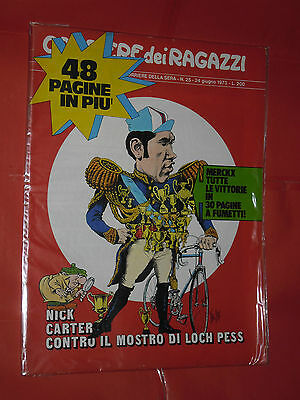 CORRIERE dei RAGAZZI
CORRIERE DELLA SERA - N. 25 - 24 giugno 1973 - L. 200
48
PAGINE
IN PIÙ
MERCKX
TUTTE
LE VITTORIE
IN
30 PAGINE
A FUMETTI!
NICK
CARTER
CONTRO IL MOSTRO DI LOCH PESS